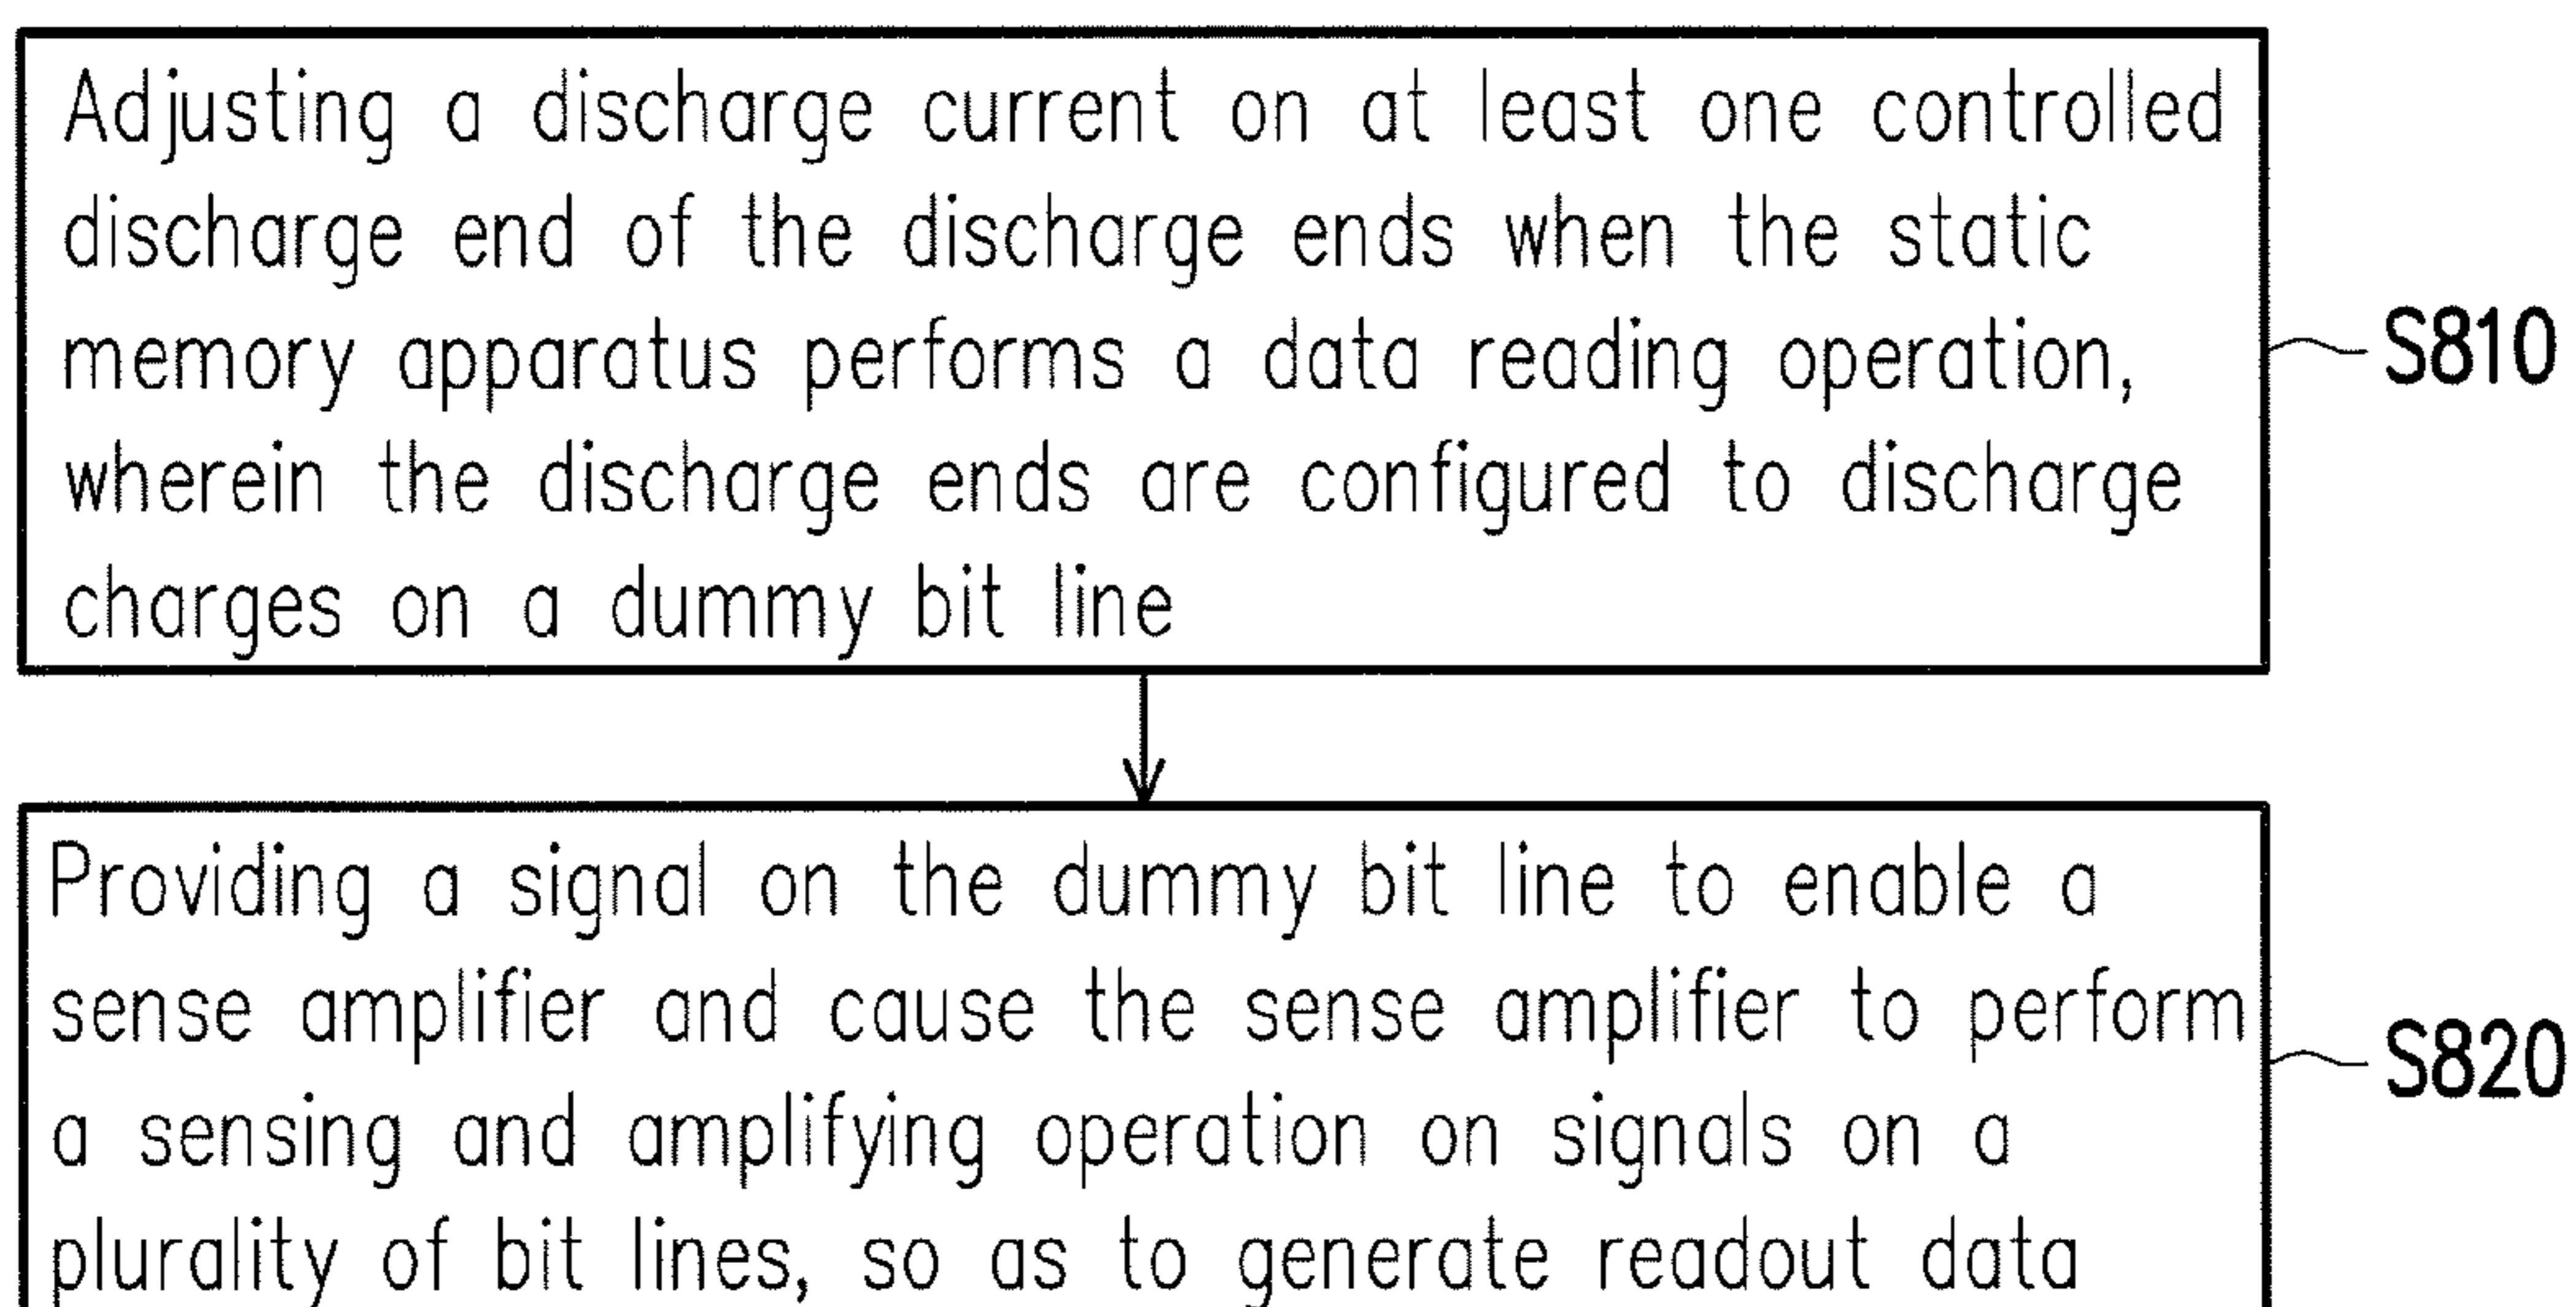 Adjusting a discharge current on at least one controlled
discharge end of the discharge ends when the static
memory apparatus performs a data reading operation,
wherein the discharge ends are configured to discharge
charges on a dummy bit line
S810
Providing a signal on the dummy bit line to enable a
sense amplifier and cause the sense amplifier to perform
a sensing and amplifying operation on signals on a
plurality of bit lines, so as to generate readout data
S820